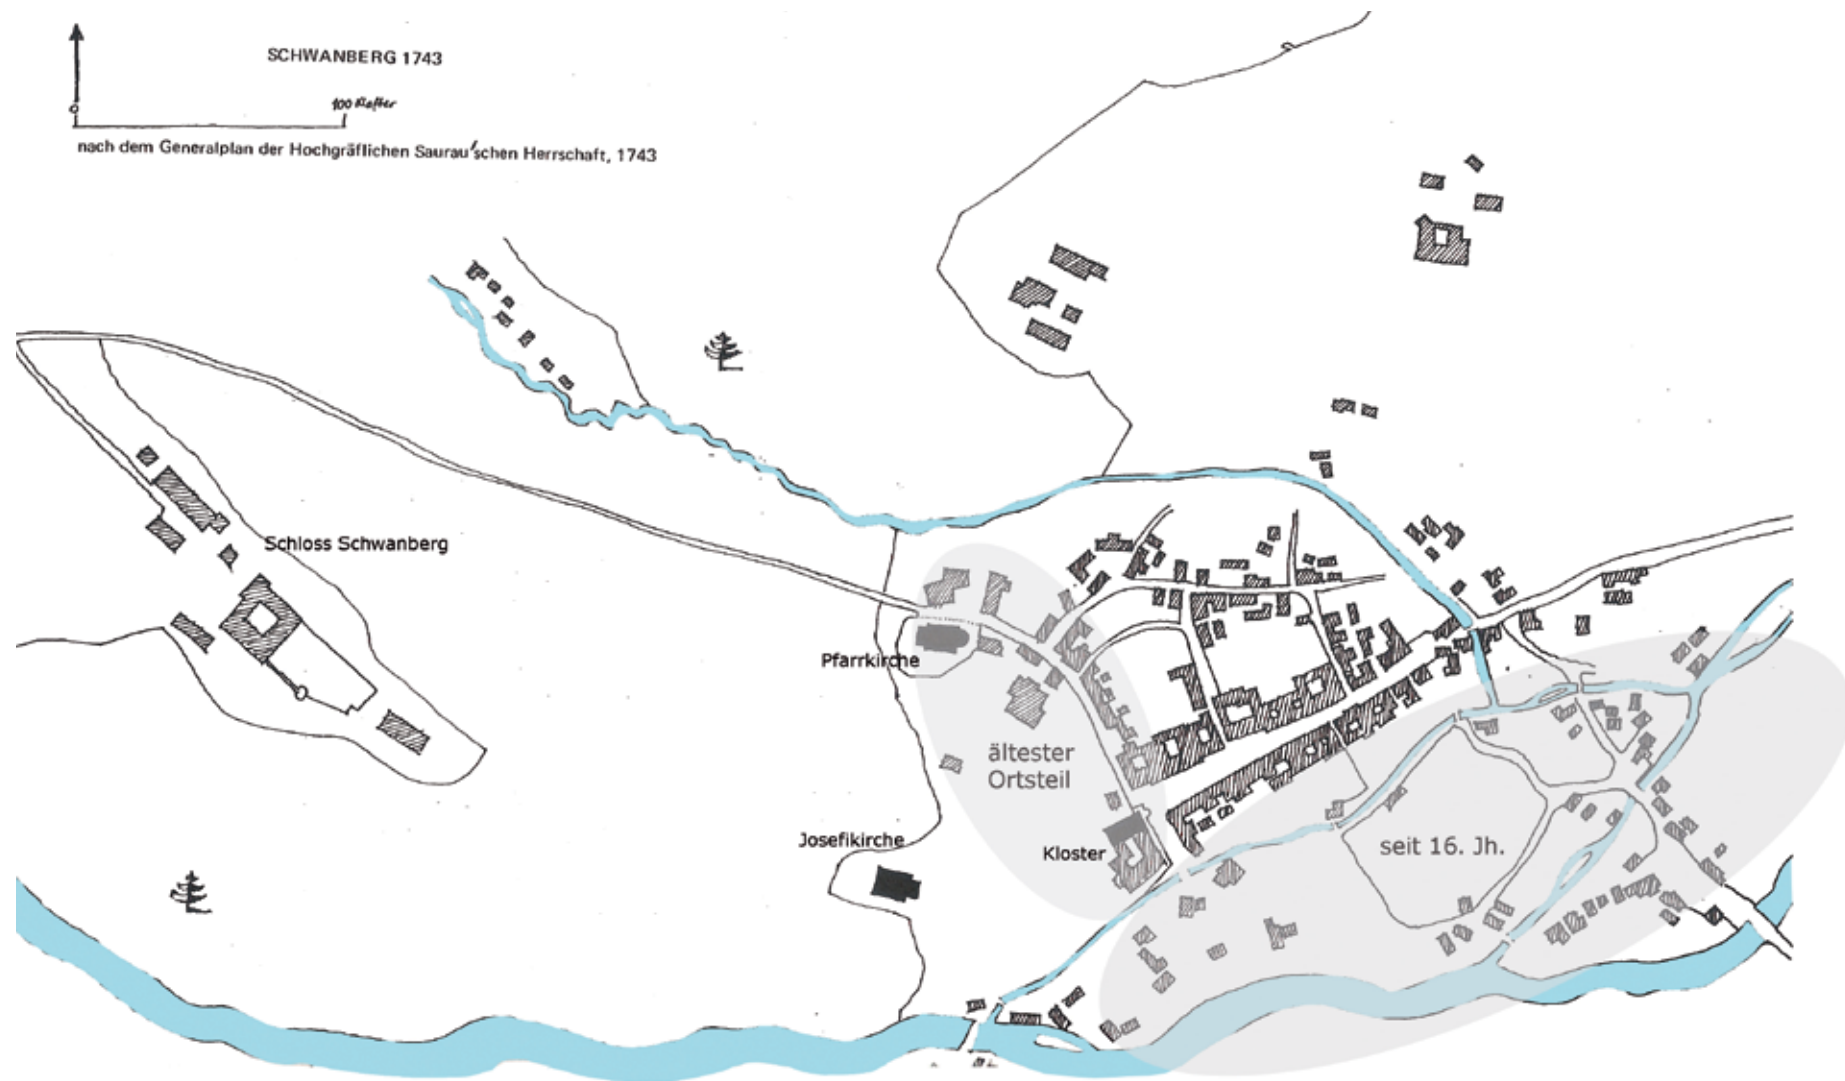 SCHWANBERG 1743
0
100 Klafter
nach dem Generalplan der Hochgräflichen Saurau'schen Herrschaft, 1743
Schloss Schwanberg
Pfarrkirche
ältester
Ortsteil
Josefikirche
Kloster
seit 16. Jh.